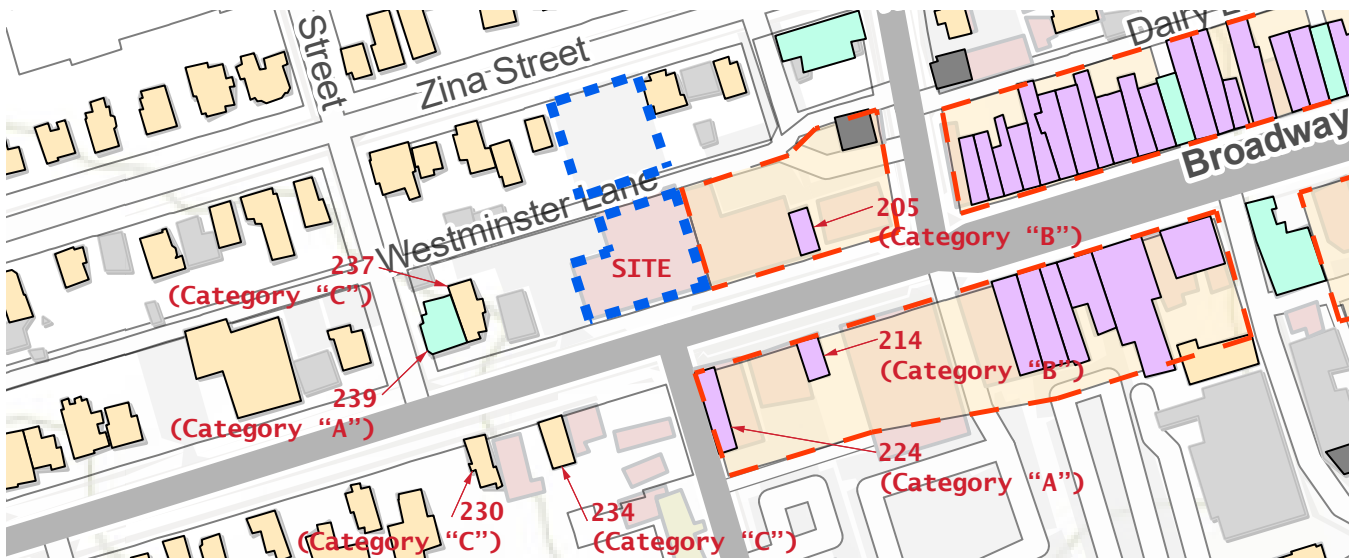 Street
Zina Street
Dairy
Broadway
Westminster Lane
205
(Category “B”)
237
(Category “C”)
SITE
214
(Category “B”)
239
(Category “A”)
224
(Category “A”)
230
(Category “C”)
234
(Category “C”)